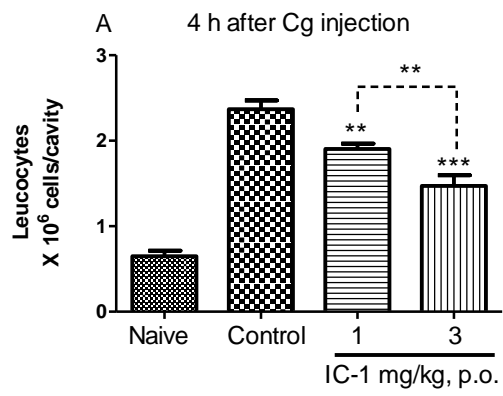 A 4 h after Cg injection
Leucocytes
X 10⁶ cells/cavity
3
2
1
0
**
**
***
Naive Control 1 3
IC-1 mg/kg, p.o.